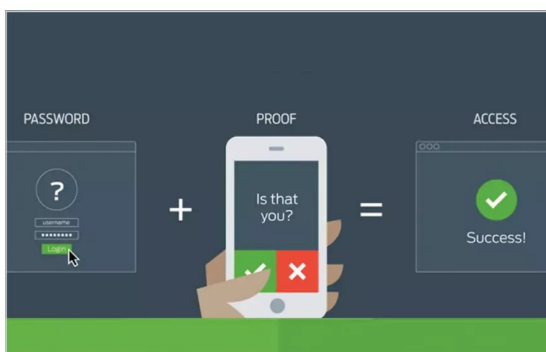 PASSWORD
PROOF
ACCESS
?
username
Login
Is that
you?
+
=
Success!